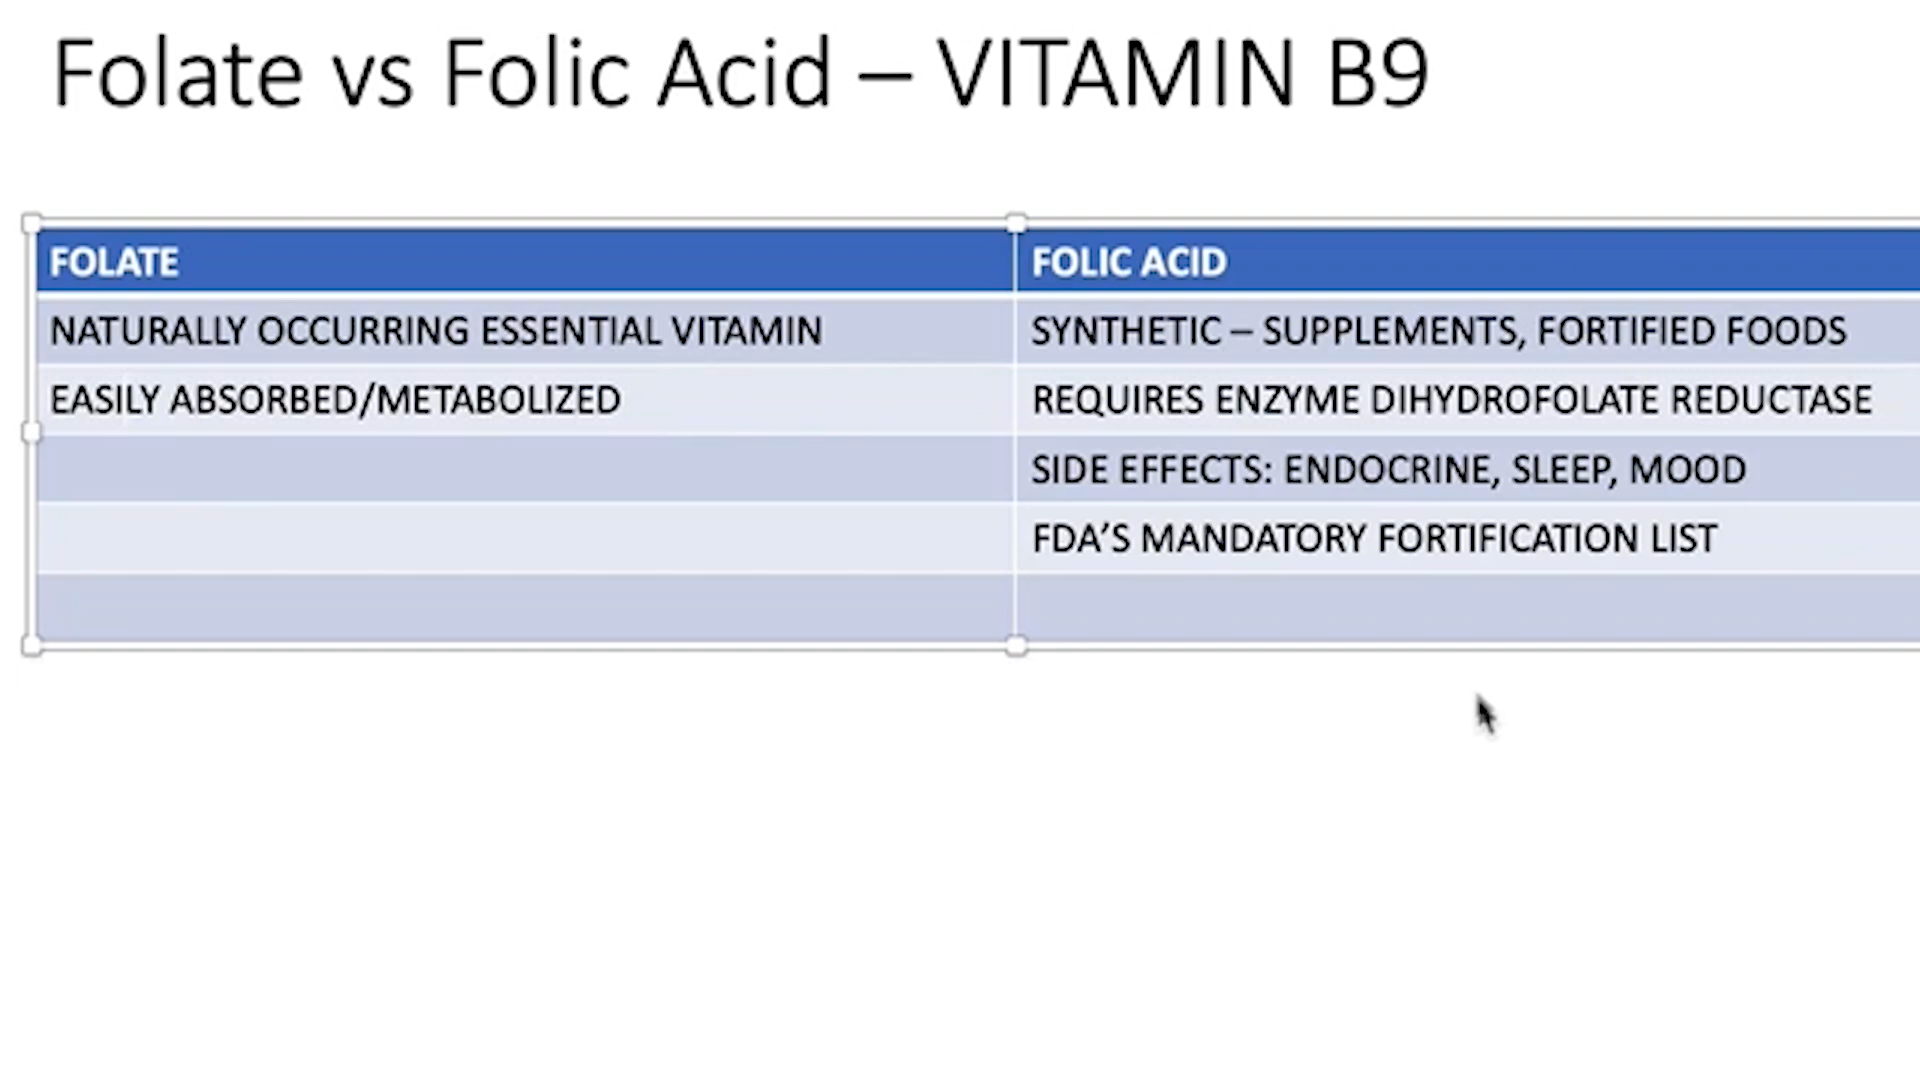 Folate vs Folic Acid – VITAMIN B9
FOLATE
FOLIC ACID
NATURALLY OCCURRING ESSENTIAL VITAMIN
SYNTHETIC – SUPPLEMENTS, FORTIFIED FOODS
EASILY ABSORBED/METABOLIZED
REQUIRES ENZYME DIHYDROFOLATE REDUCTASE
SIDE EFFECTS: ENDOCRINE, SLEEP, MOOD
FDA’S MANDATORY FORTIFICATION LIST